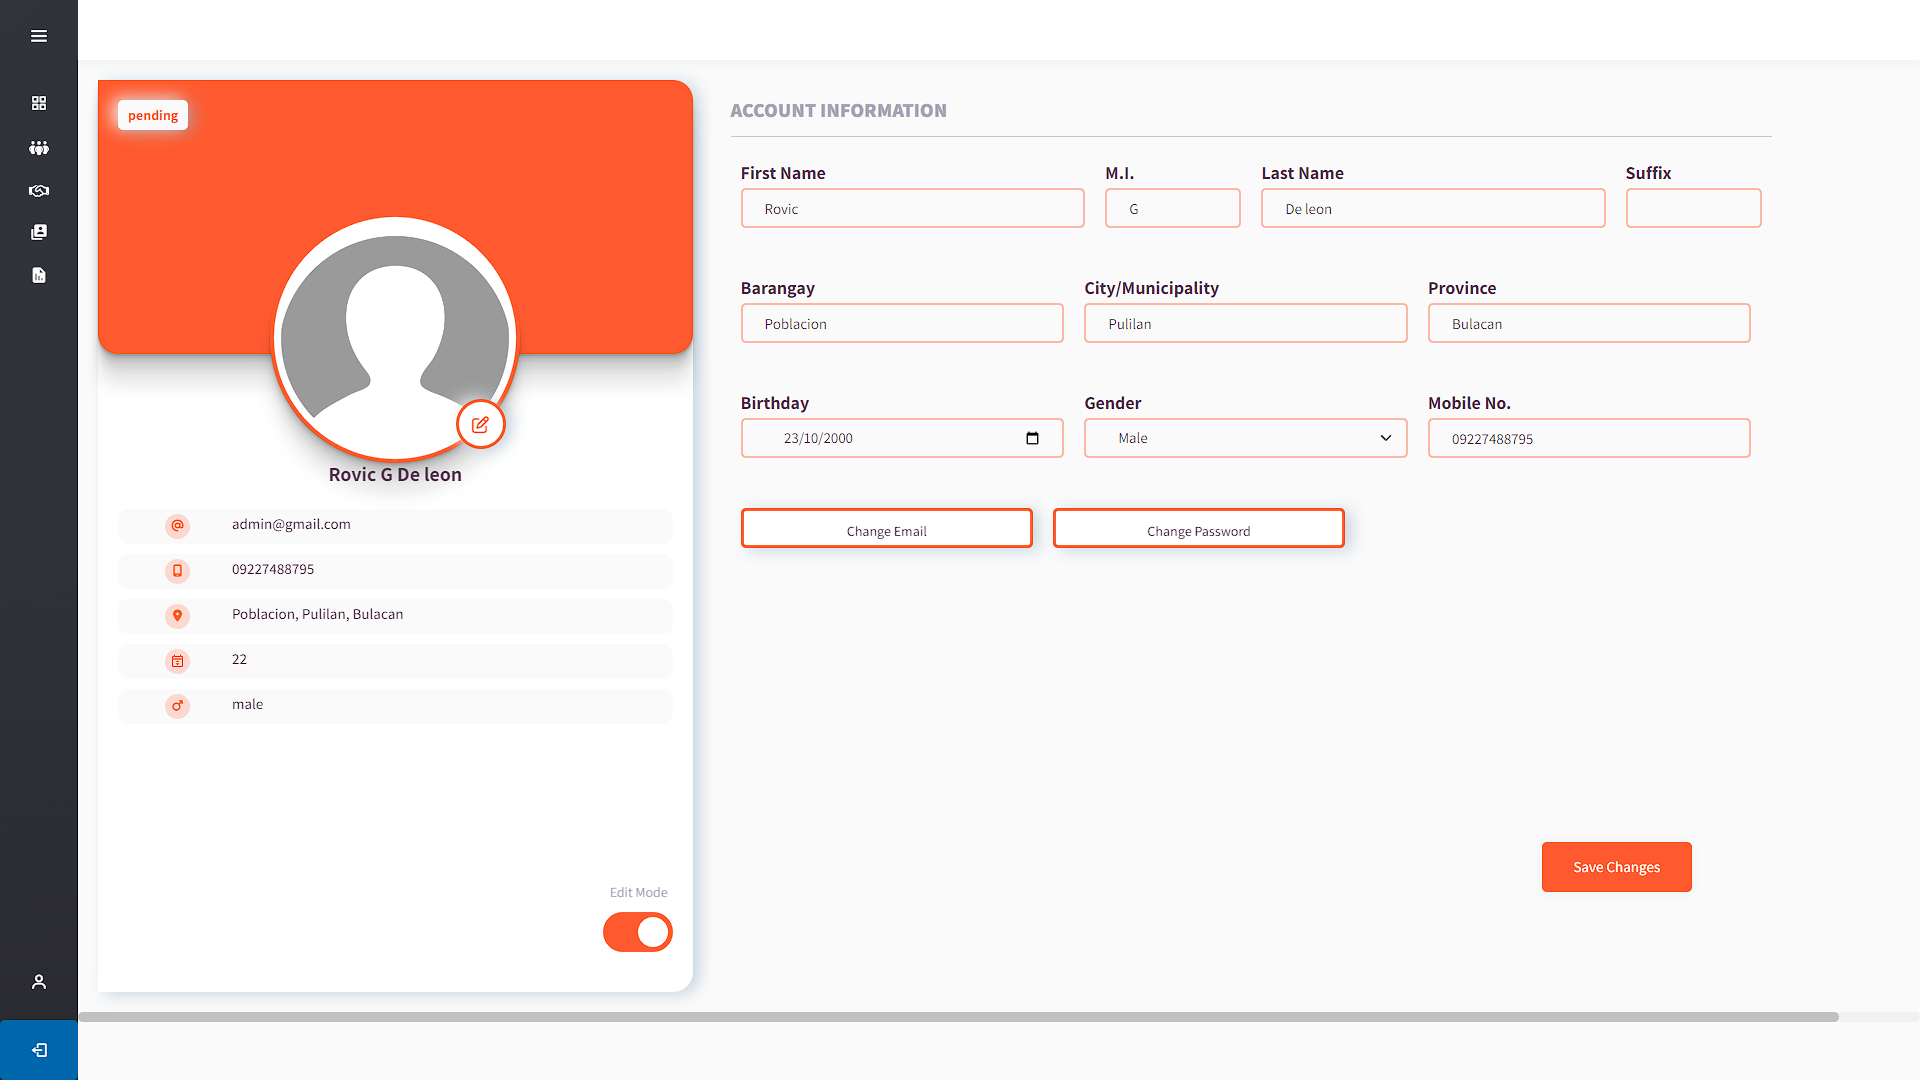 pending
Rovic G De leon
admin@gmail.com
09227488795
Poblacion, Pulilan, Bulacan
22
male
Edit Mode
ACCOUNT INFORMATION
First Name M.I. Last Name Suffix
Rovic G De leon
Barangay City/Municipality Province
Poblacion Pulilan Bulacan
Birthday Gender Mobile No.
23/10/2000 Male 09227488795
Change Email Change Password
Save Changes